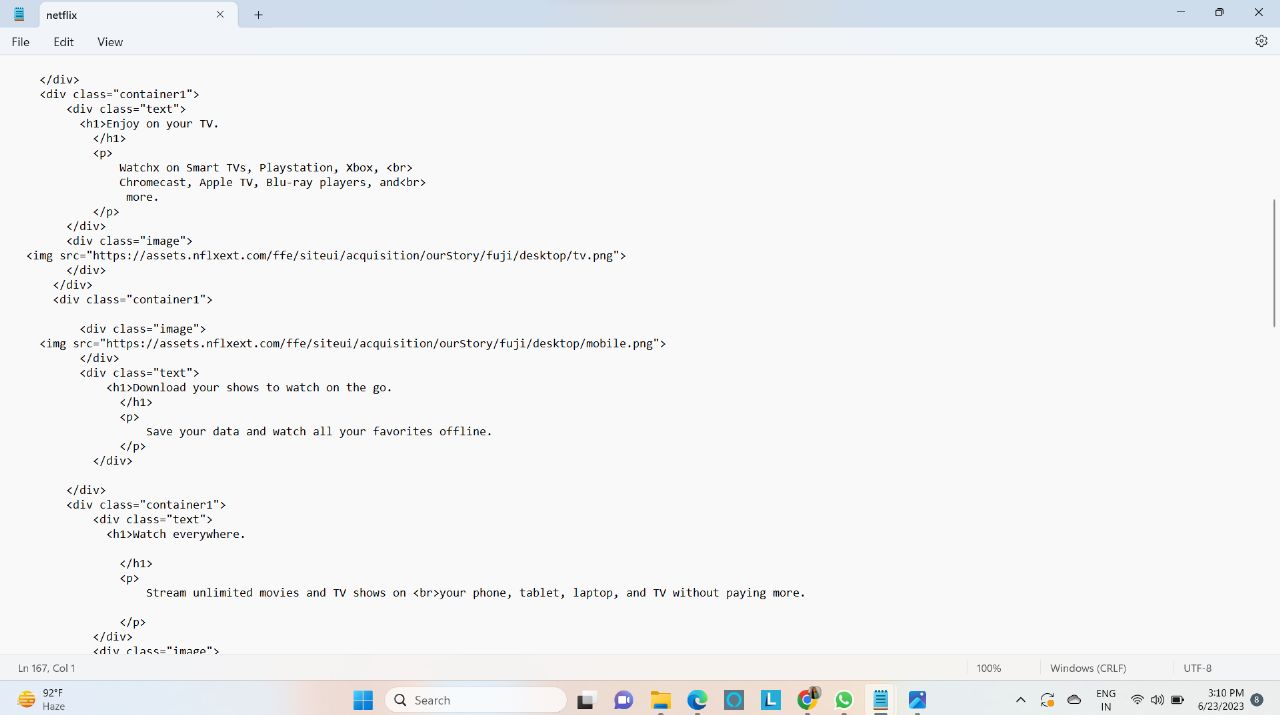 netflix
File Edit View
</div>
<div class="container1">
<div class="text">
<h1>Enjoy on your TV.
</h1>
<p>
Watchx on Smart TVs, Playstation, Xbox, <br>
Chromecast, Apple TV, Blu-ray players, and<br>
more.
</p>
</div>
<div class="image">
<img src="https://assets.nflxext.com/ffe/siteui/acquisition/ourStory/fuji/desktop/tv.png">
</div>
</div>
<div class="container1">
<div class="image">
<img src="https://assets.nflxext.com/ffe/siteui/acquisition/ourStory/fuji/desktop/mobile.png">
</div>
<div class="text">
<h1>Download your shows to watch on the go.
</h1>
<p>
Save your data and watch all your favorites offline.
</p>
</div>
</div>
<div class="container1">
<div class="text">
<h1>Watch everywhere.
</h1>
<p>
Stream unlimited movies and TV shows on <br>your phone, tablet, laptop, and TV without paying more.
</p>
</div>
<div class="image">
Ln 167, Col 1 100% Windows (CRLF) UTF-8
92°F
Haze
Search
L
ENG
IN
3:10 PM
6/23/2023
8